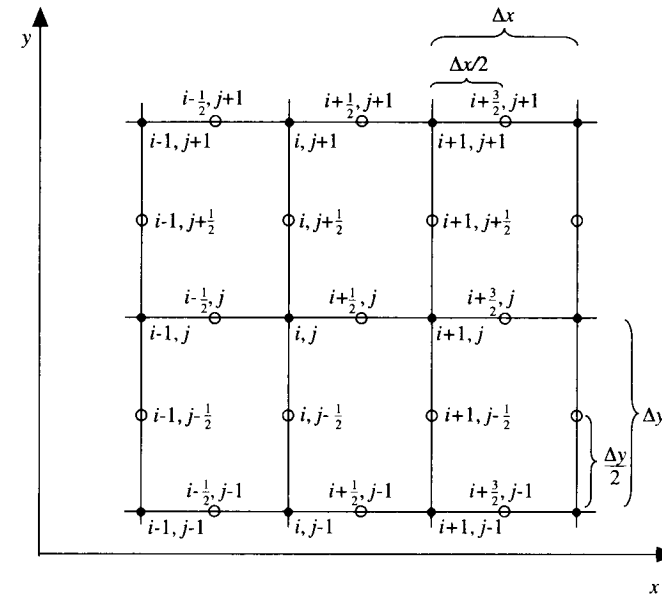 Δx
y
Δx/2
i-1/2, j+1 i+1/2, j+1 i+3/2, j+1
i-1, j+1 i, j+1 i+1, j+1
i-1, j+1/2 i, j+1/2 i+1, j+1/2
i-1/2, j i+1/2, j i+3/2, j
i-1, j i, j i+1, j
i-1, j-1/2 i, j-1/2 i+1, j-1/2 Δy
Δy/2
i-1/2, j-1 i+1/2, j-1 i+3/2, j-1
i-1, j-1 i, j-1 i+1, j-1
x